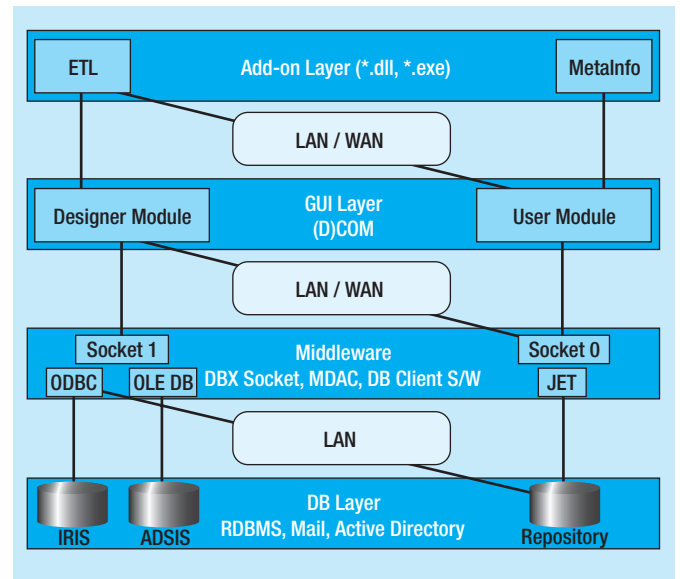 ETL
Add-on Layer (*.dll, *.exe)
MetaInfo
LAN / WAN
Designer Module
GUI Layer
(D)COM
User Module
LAN / WAN
Socket 1
Middleware
Socket 0
ODBC
OLE DB
DBX Socket, MDAC, DB Client S/W
JET
LAN
DB Layer
RDBMS, Mail, Active Directory
IRIS
ADSIS
Repository